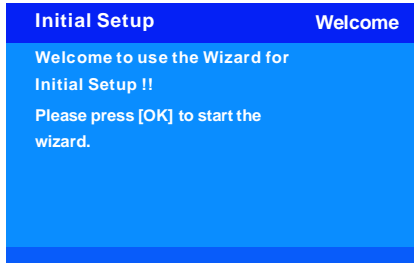 Initial Setup Welcome
Welcome to use the Wizard for
Initial Setup !!
Please press [OK] to start the
wizard.